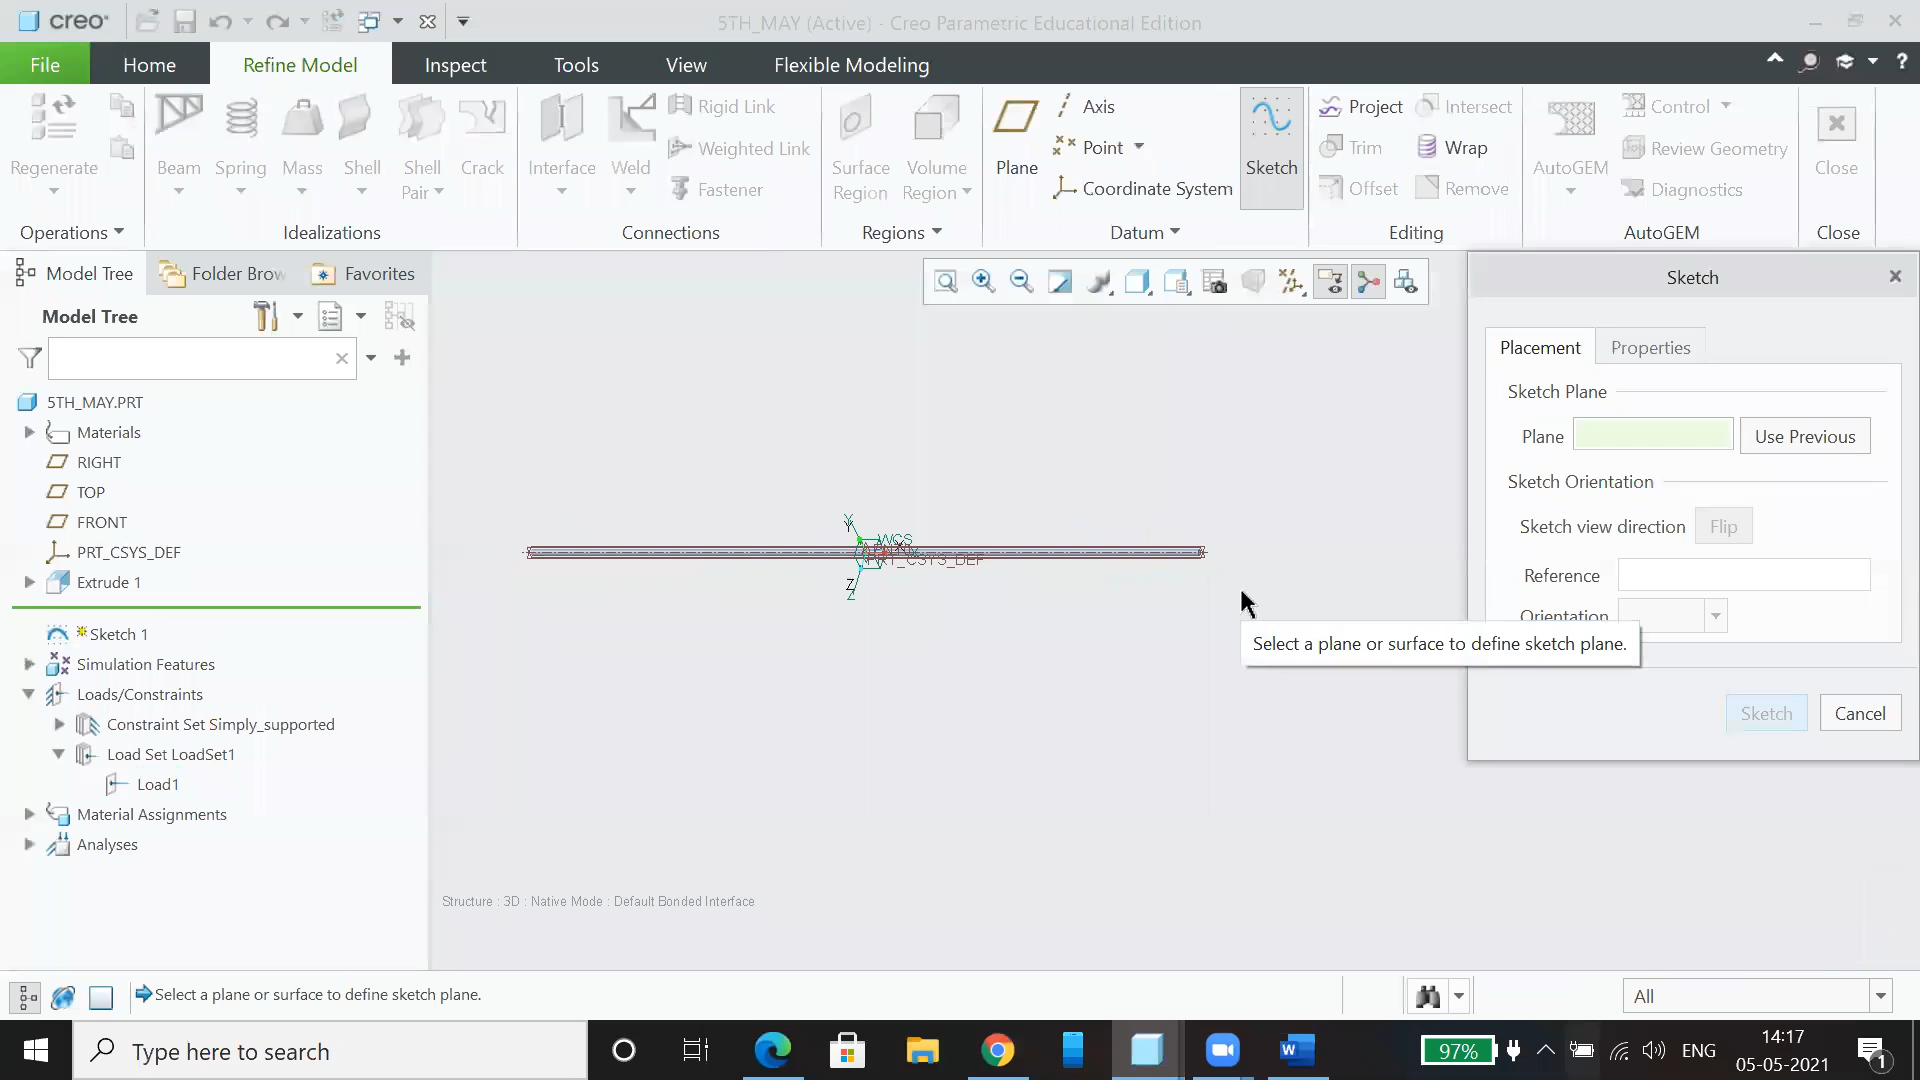 creo®
5TH_MAY (Active) - Creo Parametric Educational Edition
File Home Refine Model Inspect Tools View Flexible Modeling
Regenerate
Beam Spring Mass Shell Shell Pair Crack
Interface Weld
Rigid Link
Weighted Link
Fastener
Surface Region
Volume Region
Plane
Axis
Point
Coordinate System
Sketch
Project Intersect
Trim Wrap
Offset Remove
AutoGEM
Control
Review Geometry
Diagnostics
Close
Operations Idealizations Connections Regions Datum Editing AutoGEM Close
Model Tree Folder Brow Favorites
Model Tree
5TH_MAY.PRT
Materials
RIGHT
TOP
FRONT
PRT_CSYS_DEF
Extrude 1
Sketch 1
Simulation Features
Loads/Constraints
Constraint Set Simply_supported
Load Set LoadSet1
Load1
Material Assignments
Analyses
Y
WCS
PRT_CSYS_DEF
Z
Z
Structure : 3D : Native Mode : Default Bonded Interface
Sketch
Placement Properties
Sketch Plane
Plane Use Previous
Sketch Orientation
Sketch view direction Flip
Reference
Orientation
Select a plane or surface to define sketch plane.
Sketch Cancel
Select a plane or surface to define sketch plane.
All
Type here to search
97%
ENG
14:17
05-05-2021
1